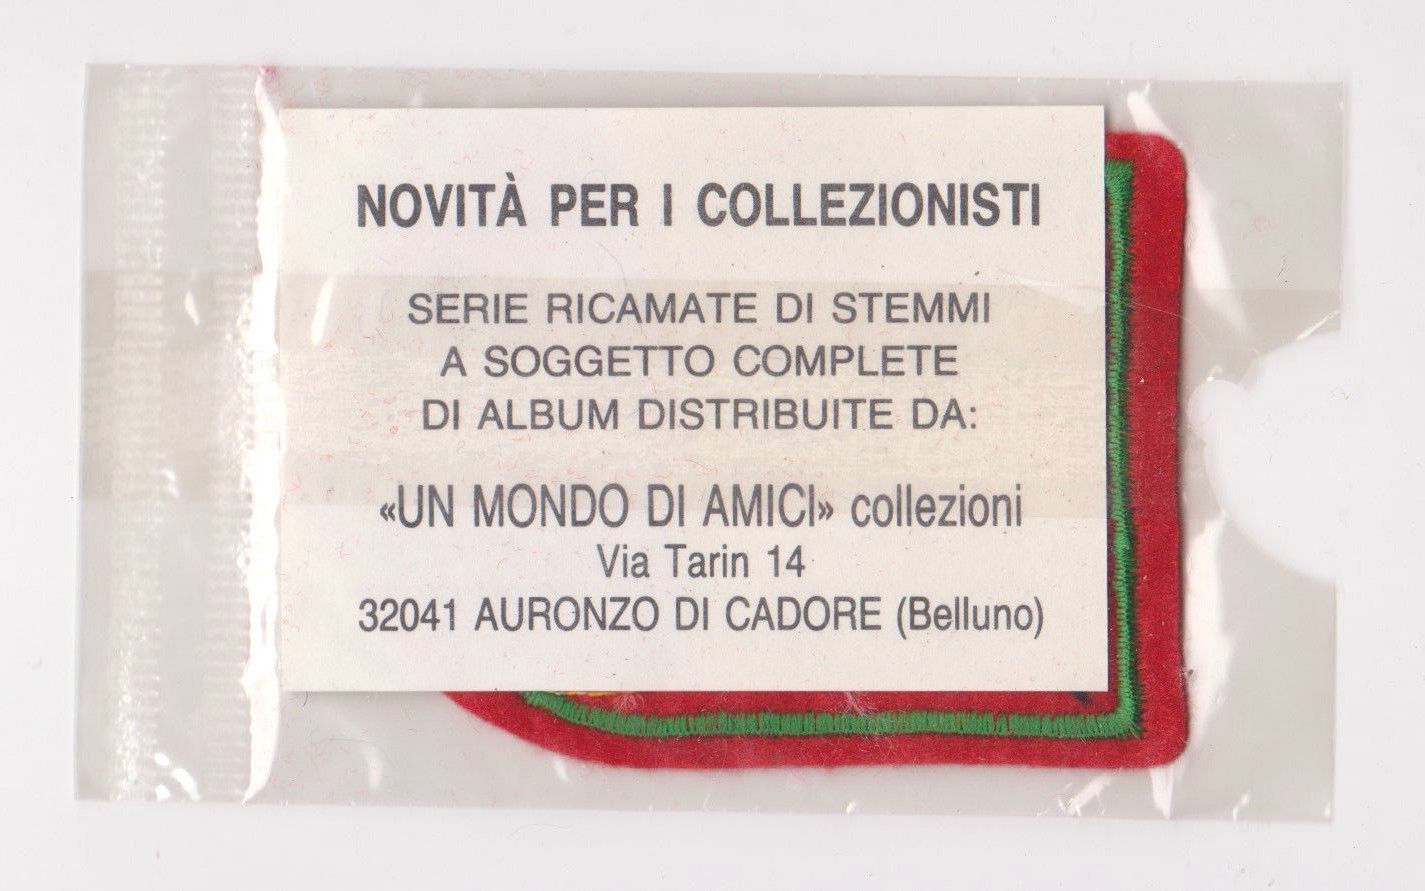 NOVITÀ PER I COLLEZIONISTI
SERIE RICAMATE DI STEMMI
A SOGGETTO COMPLETE
DI ALBUM DISTRIBUITE DA:
«UN MONDO DI AMICI» collezioni
Via Tarin 14
32041 AURONZO DI CADORE (Belluno)